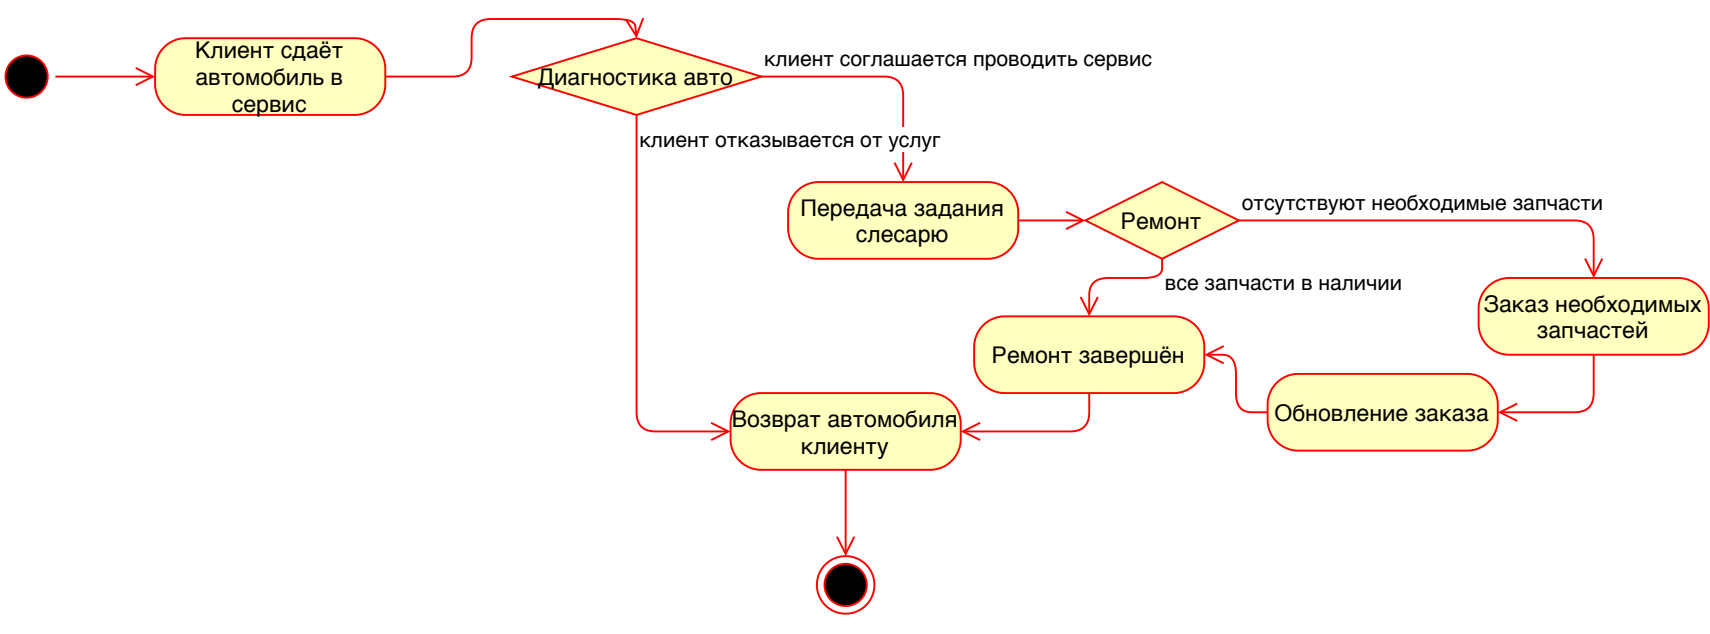 Клиент сдаёт
автомобиль в
сервис
Диагностика авто
клиент соглашается проводить сервис
клиент отказывается от услуг
Передача задания
слесарю
Ремонт
отсутствуют необходимые запчасти
все запчасти в наличии
Заказ необходимых
запчастей
Ремонт завершён
Обновление заказа
Возврат автомобиля
клиенту